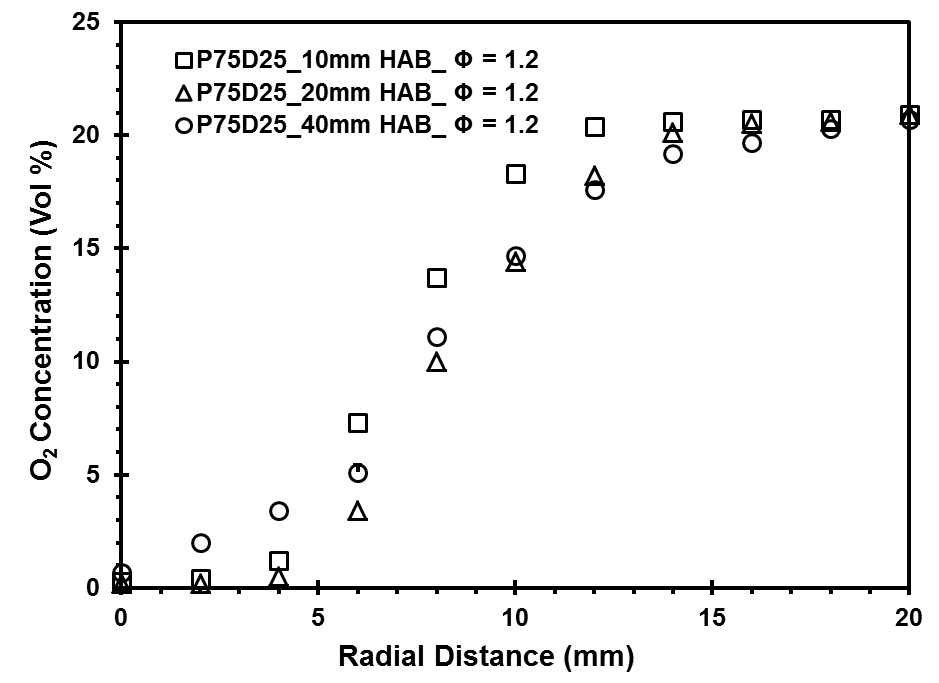 25
P75D25_10mm HAB_ Φ = 1.2
P75D25_20mm HAB_ Φ = 1.2
P75D25_40mm HAB_ Φ = 1.2
20
15
10
5
0
O₂ Concentration (Vol %)
0 5 10 15 20
Radial Distance (mm)